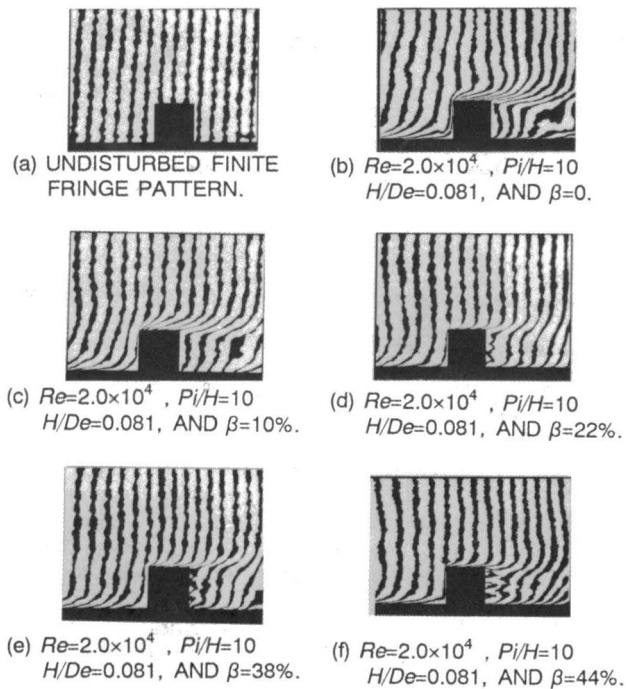 (a) UNDISTURBED FINITE
FRINGE PATTERN.
(b) Re=2.0×10⁴ , Pi/H=10
H/De=0.081, AND β=0.
(c) Re=2.0×10⁴ , Pi/H=10
H/De=0.081, AND β=10%.
(d) Re=2.0×10⁴ , Pi/H=10
H/De=0.081, AND β=22%.
(e) Re=2.0×10⁴ , Pi/H=10
H/De=0.081, AND β=38%.
(f) Re=2.0×10⁴ , Pi/H=10
H/De=0.081, AND β=44%.